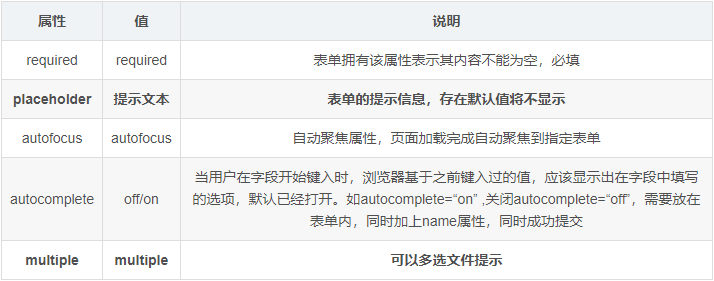 属性 值 说明
required required 表单拥有该属性表示其内容不能为空，必填
placeholder 提示文本 表单的提示信息，存在默认值将不显示
autofocus autofocus 自动聚焦属性，页面加载完成自动聚焦到指定表单
autocomplete off/on 当用户在字段开始键入时，浏览器基于之前键入过的值，应该显示出在字段中填写
的选项，默认已经打开。如autocomplete=“on” ,关闭autocomplete=“off”，需要放在
表单内，同时加上name属性，同时成功提交
multiple multiple 可以多选文件提示